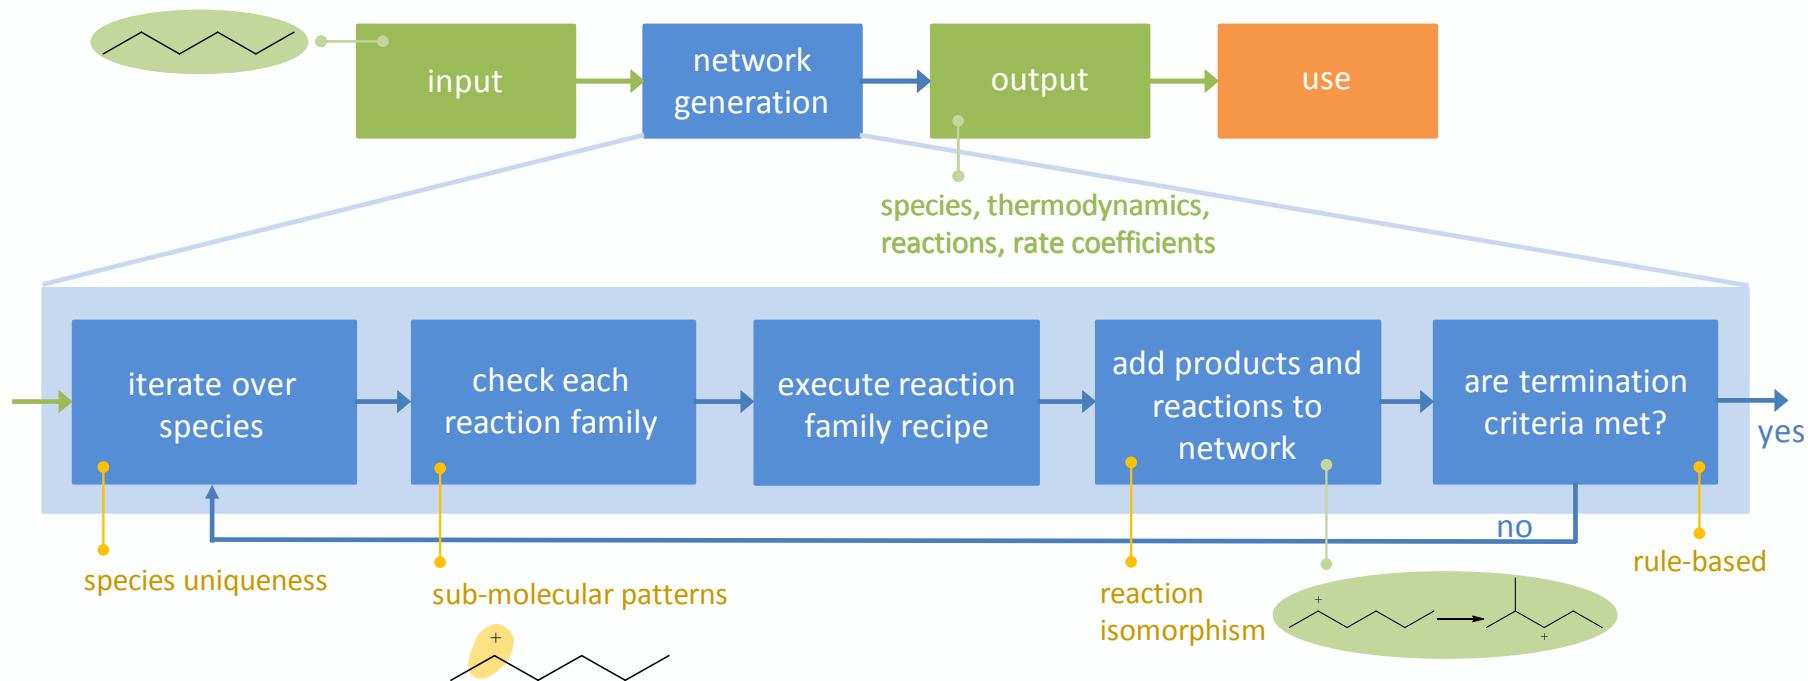 input
network
generation
output
use
species, thermodynamics,
reactions, rate coefficients
iterate over
species
check each
reaction family
execute reaction
family recipe
add products and
reactions to
network
are termination
criteria met?
yes
no
species uniqueness
sub-molecular patterns
+
reaction
isomorphism
+
+
rule-based